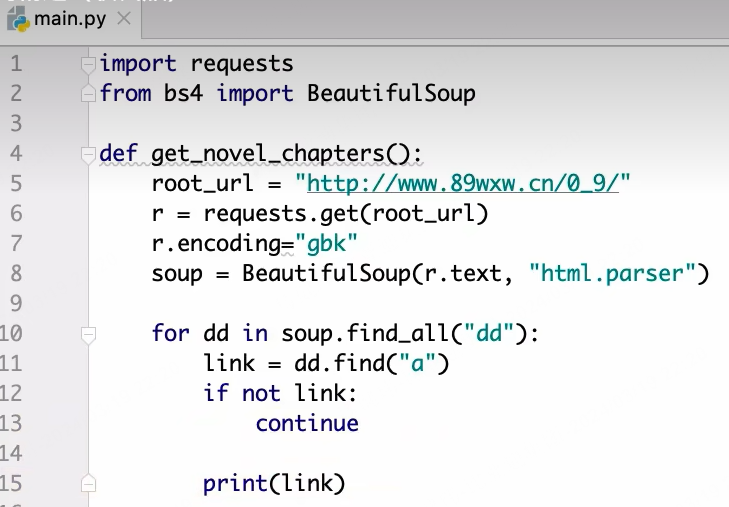 main.py
1 import requests
2 from bs4 import BeautifulSoup
3
4 def get_novel_chapters():
5     root_url = "http://www.89wxw.cn/0_9/"
6     r = requests.get(root_url)
7     r.encoding="gbk"
8     soup = BeautifulSoup(r.text, "html.parser")
9
10     for dd in soup.find_all("dd"):
11         link = dd.find("a")
12         if not link:
13             continue
14
15         print(link)